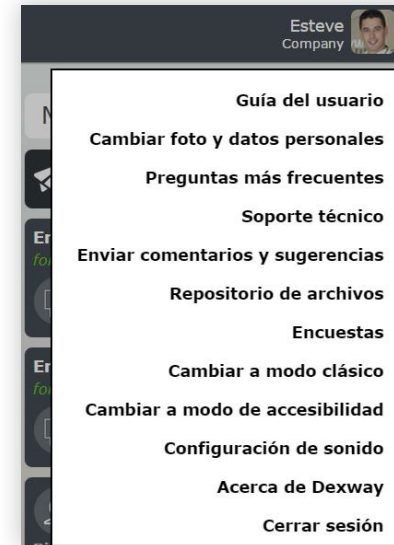 Esteve
Company
Guía del usuario
Cambiar foto y datos personales
Preguntas más frecuentes
Soporte técnico
Enviar comentarios y sugerencias
Repositorio de archivos
Encuestas
Cambiar a modo clásico
Cambiar a modo de accesibilidad
Configuración de sonido
Acerca de Dexway
Cerrar sesión